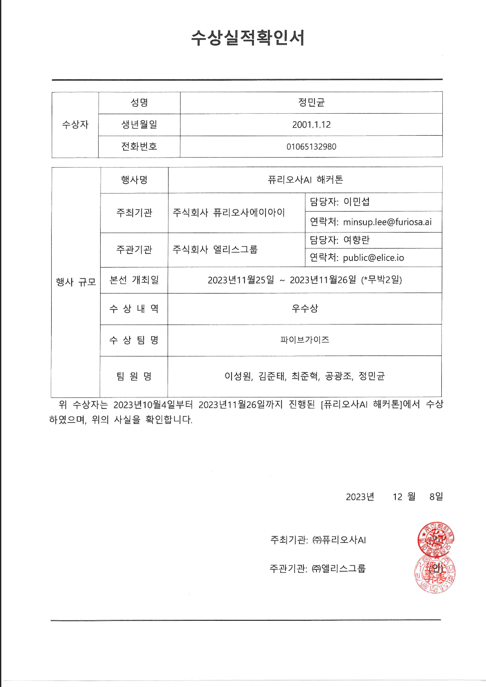 수상실적확인서
수상자
성명
정민균
생년월일
2001.1.12
전화번호
01065132980
행사 규모
행사명
퓨리오사AI 해커톤
주최기관
주식회사 퓨리오사에이아이
담당자: 이민섭
연락처: minsup.lee@furiosa.ai
주관기관
주식회사 엘리스그룹
담당자: 여향란
연락처: public@elice.io
본선 개최일
2023년11월25일 ~ 2023년11월26일 (*무박2일)
수 상 내 역
우수상
수 상 팀 명
파이브가이즈
팀 원 명
이성원, 김준태, 최준혁, 공광조, 정민균
위 수상자는 2023년10월4일부터 2023년11월26일까지 진행된 [퓨리오사AI 해커톤]에서 수상
하였으며, 위의 사실을 확인합니다.
2023년 12 월 8일
주최기관: ㈜퓨리오사AI
주관기관: ㈜엘리스그룹